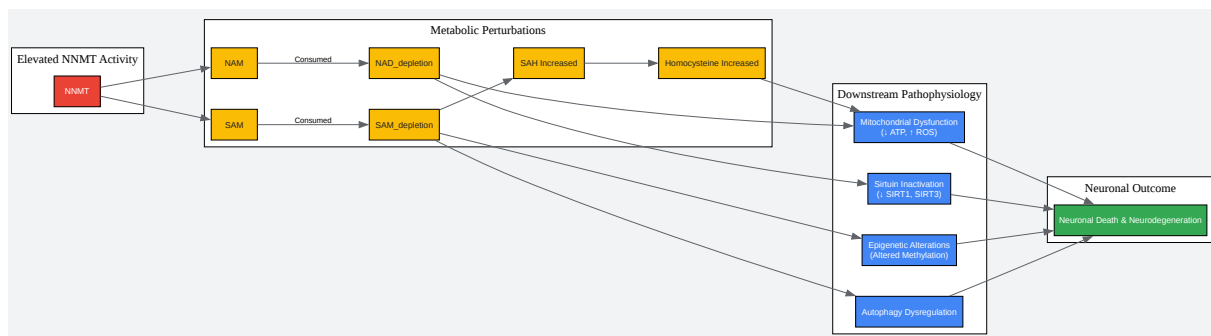 Elevated NNMT Activity
NNMT
Metabolic Perturbations
NAM
Consumed
NAD_depletion
SAH Increased
Homocysteine Increased
SAM
Consumed
SAM_depletion
Downstream Pathophysiology
Mitochondrial Dysfunction
(↓ ATP, ↑ ROS)
Sirtuin Inactivation
(↓ SIRT1, SIRT3)
Epigenetic Alterations
(Altered Methylation)
Autophagy Dysregulation
Neuronal Outcome
Neuronal Death & Neurodegeneration